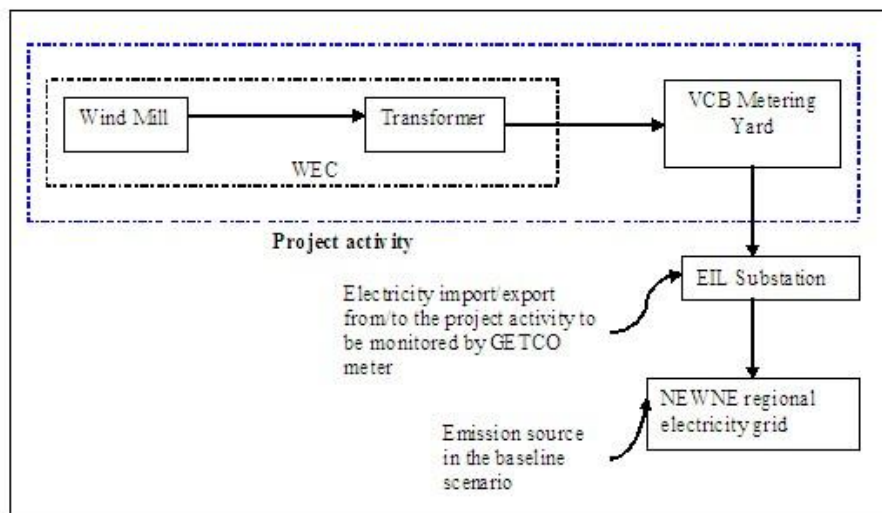 Wind Mill
Transformer
VCB Metering
Yard
WEC
Project activity
EIL Substation
Electricity import/export
from/to the project activity to
be monitored by GETCO
meter
NEWNE regional
electricity grid
Emission source
in the baseline
scenario